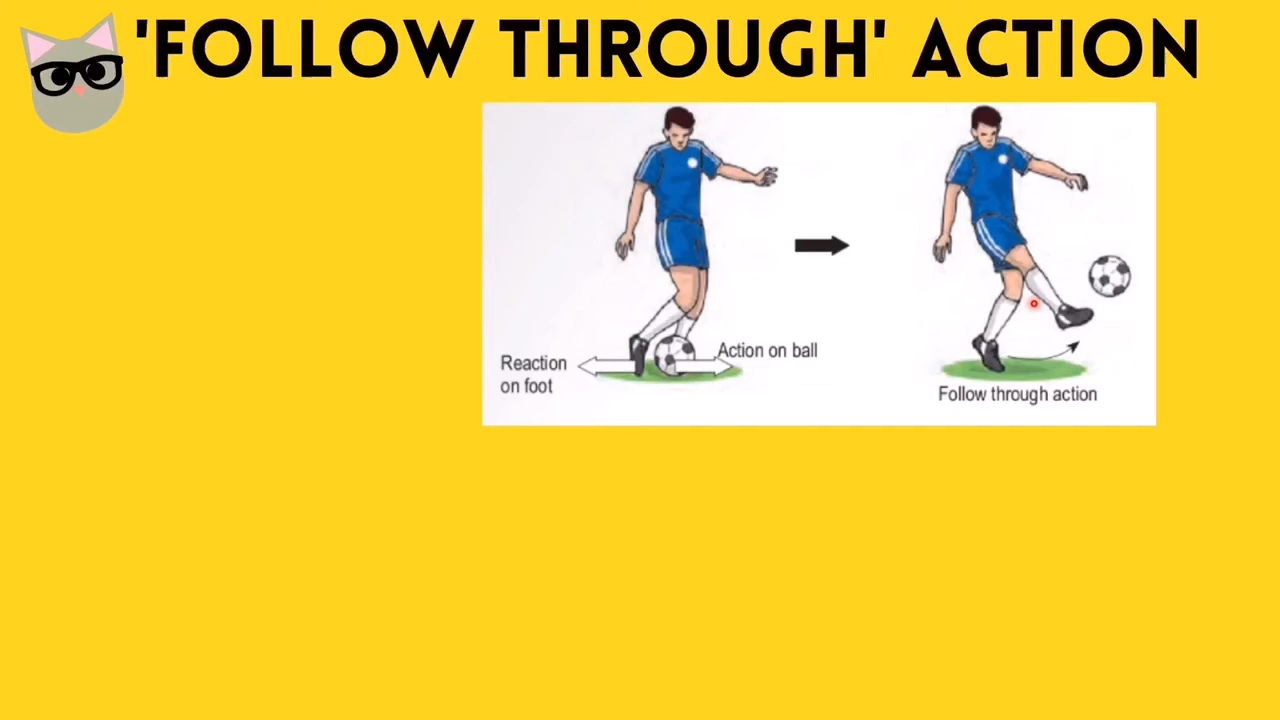 'FOLLOW THROUGH' ACTION
Reaction
on foot
Action on ball
Follow through action